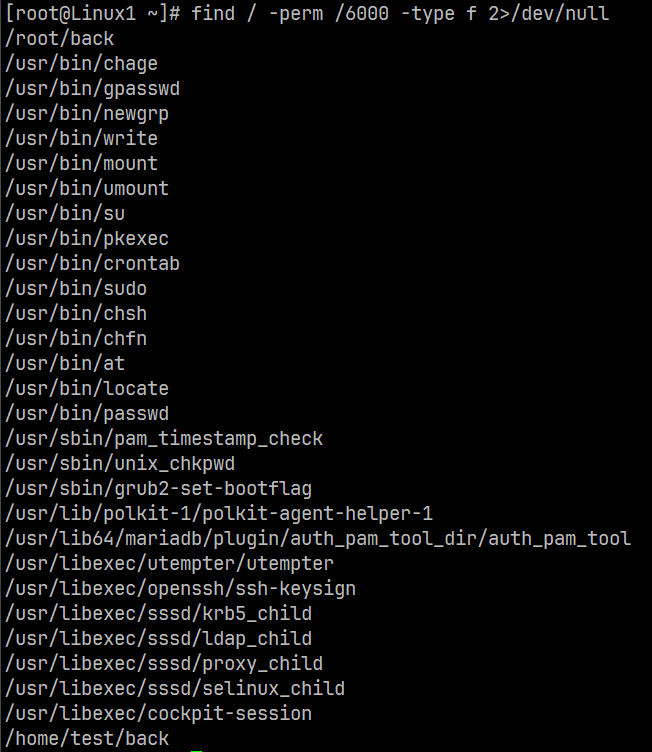 [root@Linux1 ~]# find / -perm /6000 -type f 2>/dev/null
/root/back
/usr/bin/chage
/usr/bin/gpasswd
/usr/bin/newgrp
/usr/bin/write
/usr/bin/mount
/usr/bin/umount
/usr/bin/su
/usr/bin/pkexec
/usr/bin/crontab
/usr/bin/sudo
/usr/bin/chsh
/usr/bin/chfn
/usr/bin/at
/usr/bin/locate
/usr/bin/passwd
/usr/sbin/pam_timestamp_check
/usr/sbin/unix_chkpwd
/usr/sbin/grub2-set-bootflag
/usr/lib/polkit-1/polkit-agent-helper-1
/usr/lib64/mariadb/plugin/auth_pam_tool_dir/auth_pam_tool
/usr/libexec/utempter/utempter
/usr/libexec/openssh/ssh-keysign
/usr/libexec/sssd/krb5_child
/usr/libexec/sssd/ldap_child
/usr/libexec/sssd/proxy_child
/usr/libexec/sssd/selinux_child
/usr/libexec/cockpit-session
/home/test/back